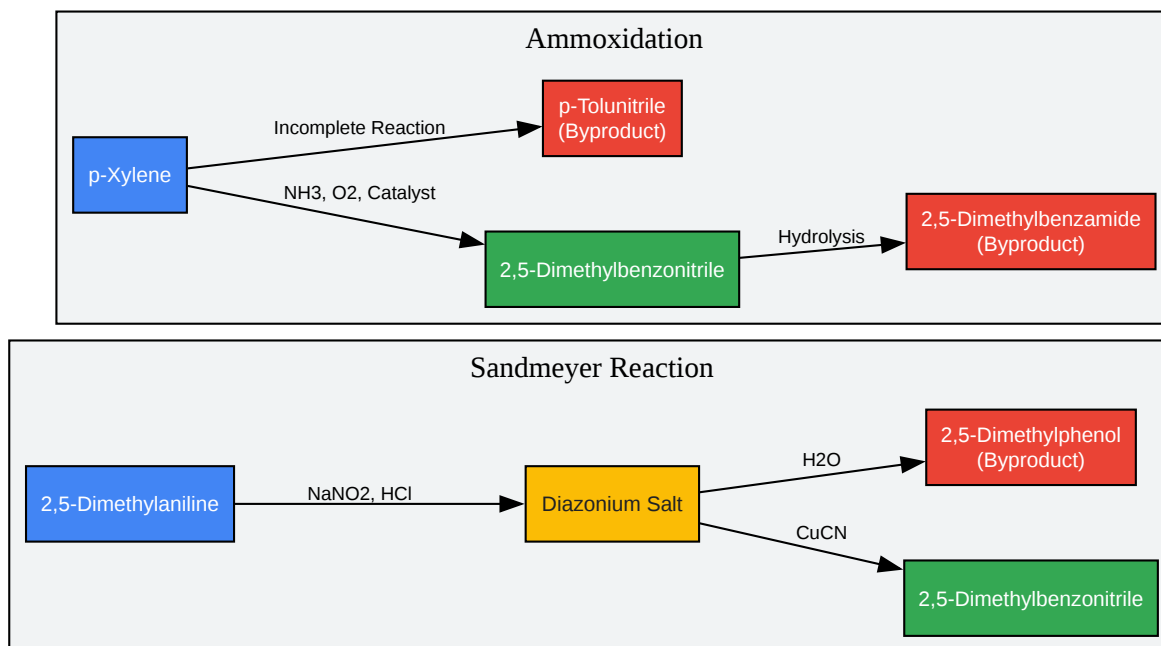 Ammoxidation
p-Tolunitrile
(Byproduct)
Incomplete Reaction
p-Xylene
NH3, O2, Catalyst
2,5-Dimethylbenzonitrile
Hydrolysis
2,5-Dimethylbenzamide
(Byproduct)
Sandmeyer Reaction
2,5-Dimethylaniline
NaNO2, HCl
Diazonium Salt
H2O
2,5-Dimethylphenol
(Byproduct)
CuCN
2,5-Dimethylbenzonitrile